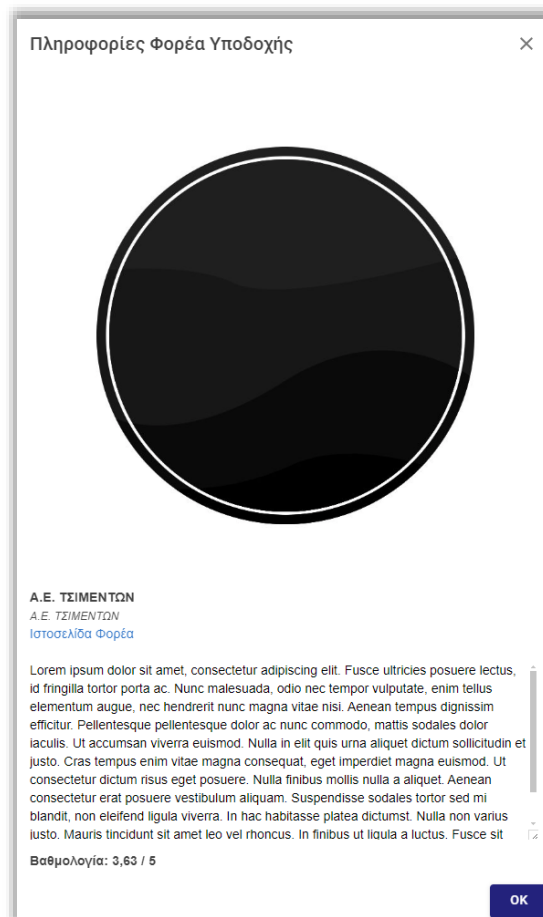 Πληροφορίες Φορέα Υποδοχής
Α.Ε. ΤΣΙΜΕΝΤΩΝ
Α.Ε. ΤΣΙΜΕΝΤΩΝ
Ιστοσελίδα Φορέα
Lorem ipsum dolor sit amet, consectetur adipiscing elit. Fusce ultricies posuere lectus,
id fringilla tortor porta ac. Nunc malesuada, odio nec tempor vulputate, enim tellus
elementum augue, nec hendrerit nunc magna vitae nisi. Aenean tempus dignissim
efficitur. Pellentesque pellentesque dolor ac nunc commodo, mattis sodales dolor
iaculis. Ut accumsan viverra euismod. Nulla in elit quis urna aliquet dictum sollicitudin et
justo. Cras tempus enim vitae magna consequat, eget imperdiet magna euismod. Ut
consectetur dictum risus eget posuere. Nulla finibus mollis nulla a aliquet. Aenean
consectetur erat posuere vestibulum aliquam. Suspendisse sodales tortor sed mi
blandit, non eleifend ligula viverra. In hac habitasse platea dictumst. Nulla non varius
justo. Mauris tincidunt sit amet leo vel rhoncus. In finibus ut ligula a luctus. Fusce sit
Βαθμολογία: 3,63 / 5
OK